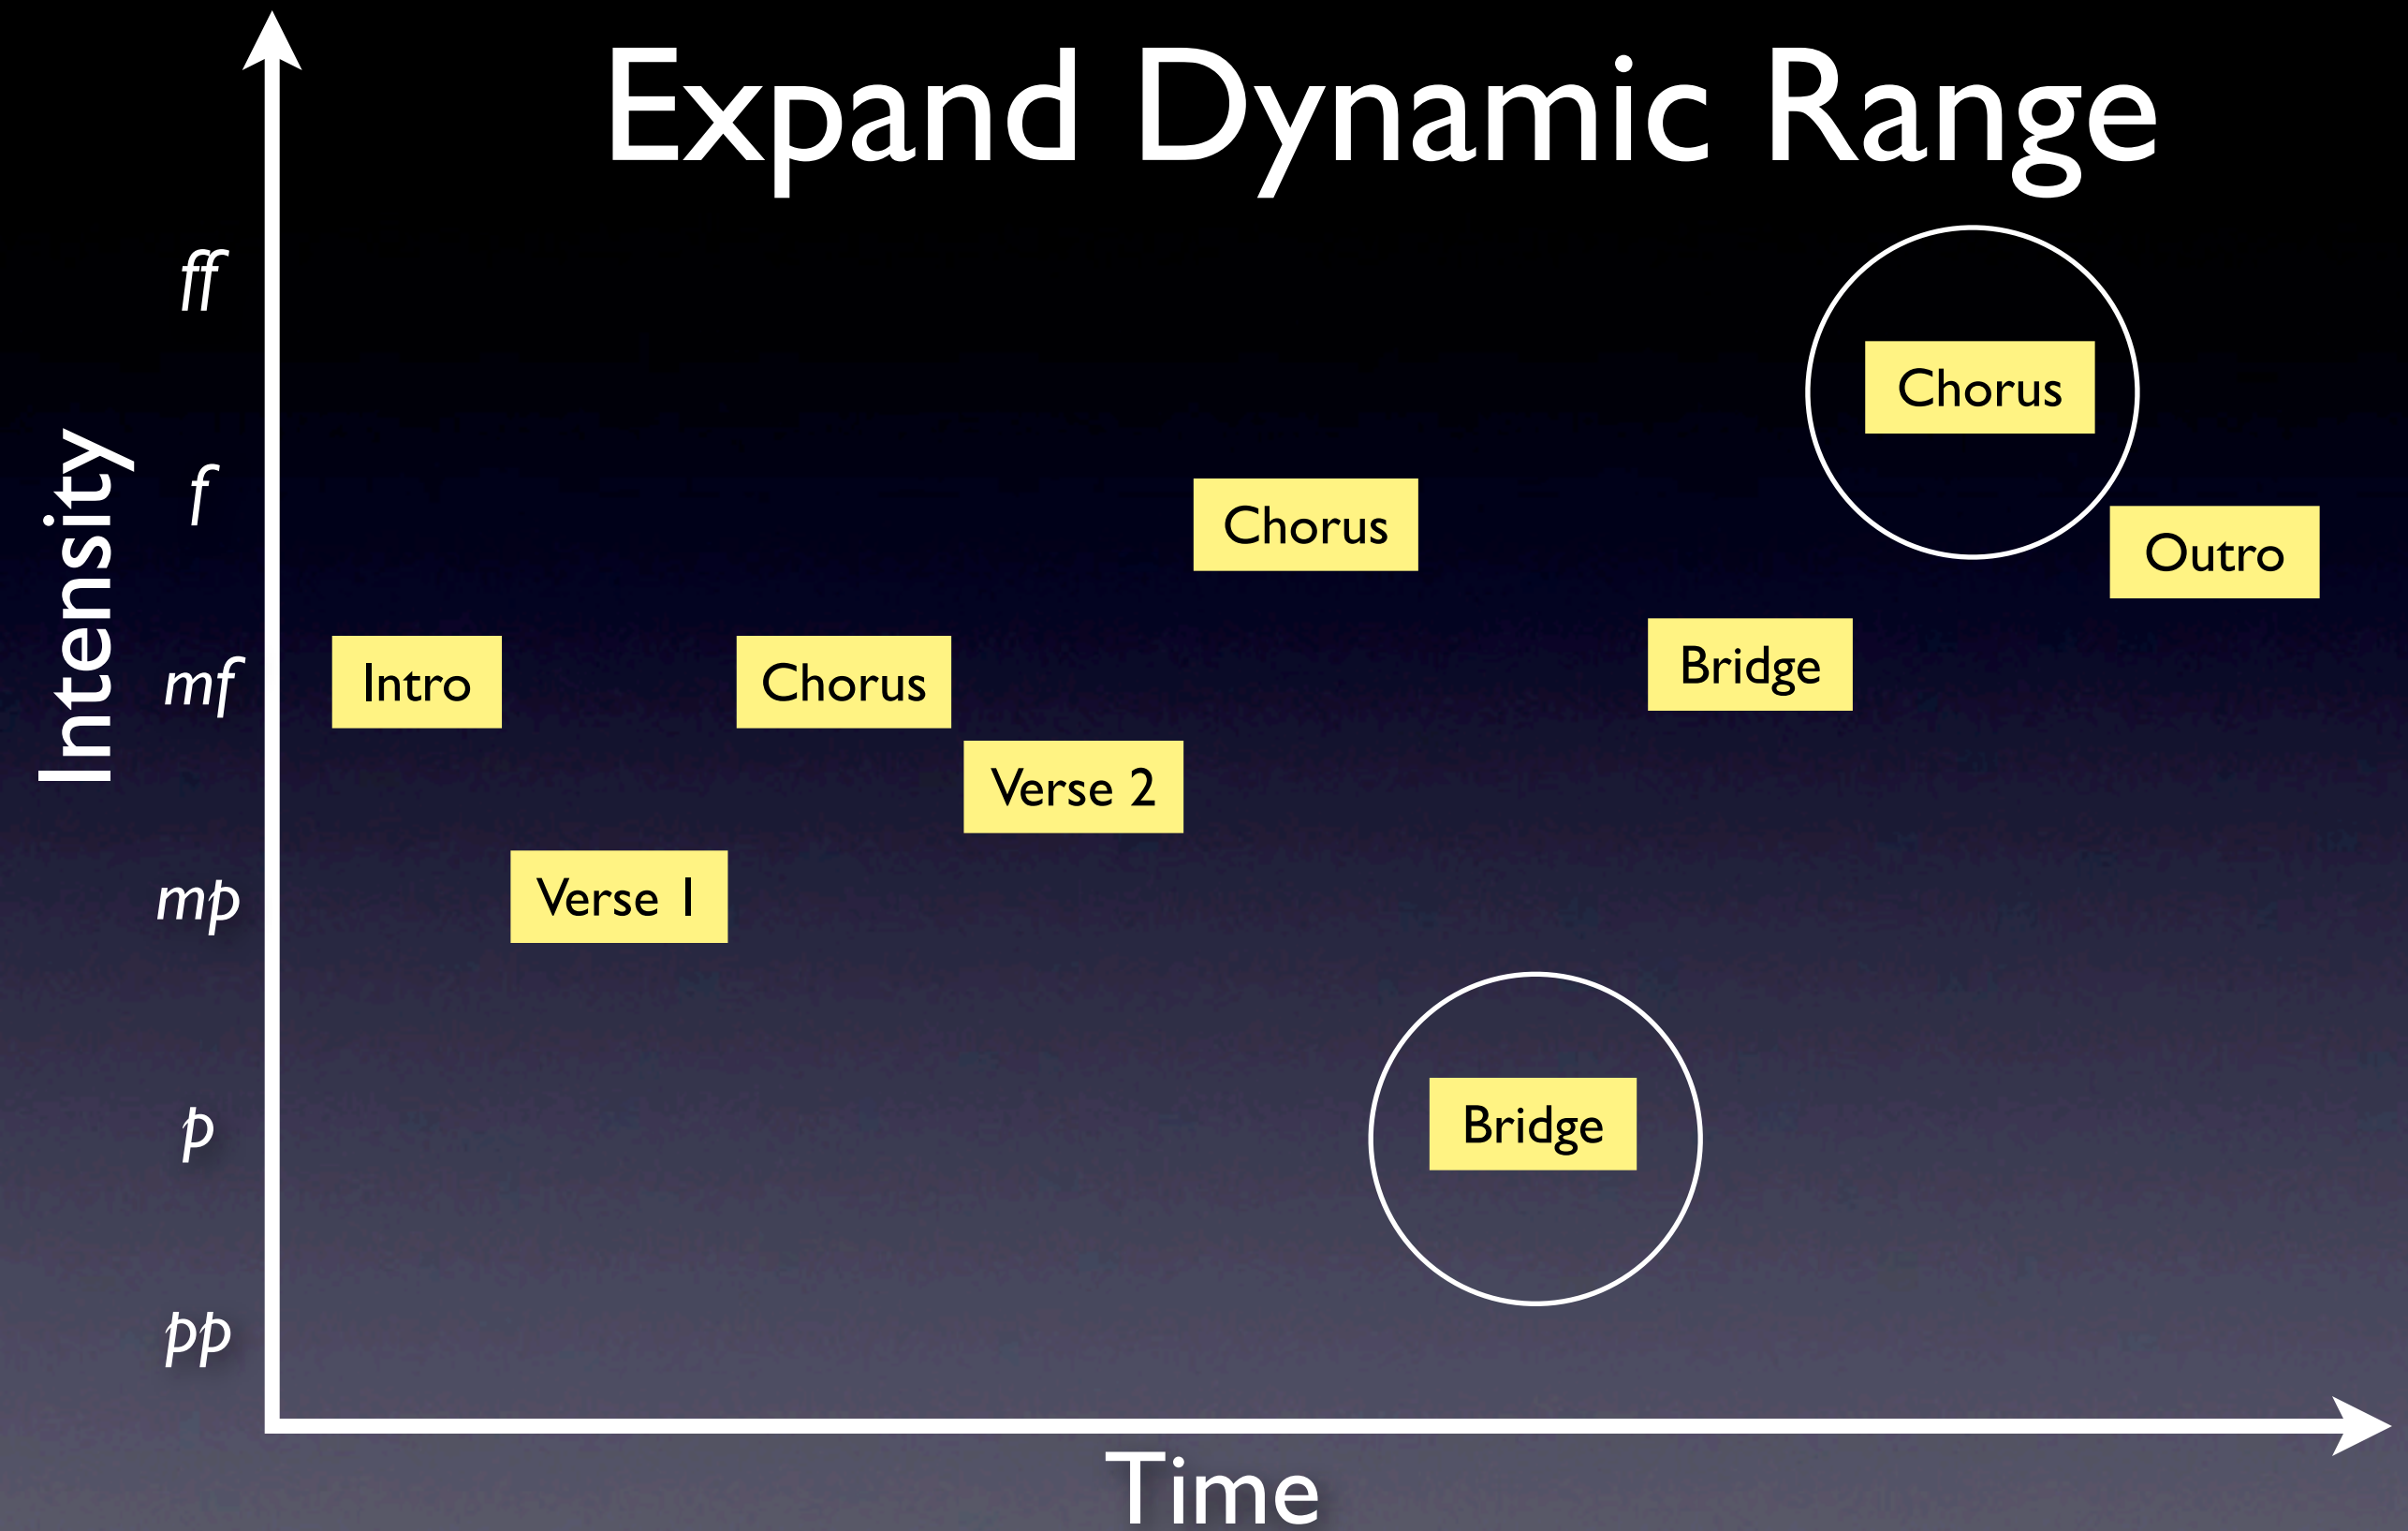 Expand Dynamic Range
Intensity
ff
f
mf
mp
p
pp
Intro
Verse 1
Chorus
Verse 2
Chorus
Bridge
Bridge
Chorus
Outro
Time